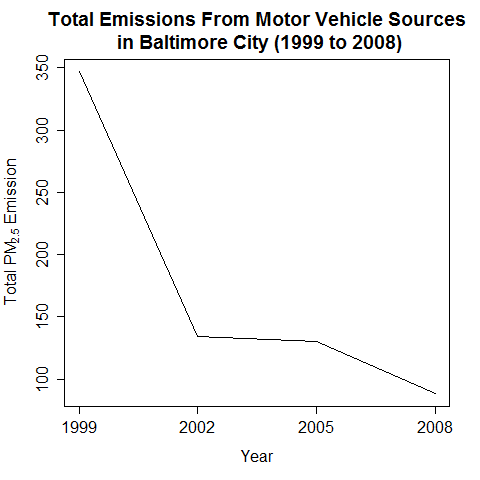 Total Emissions From Motor Vehicle Sources
in Baltimore City (1999 to 2008)
Total PM2.5 Emission
350
300
250
200
150
100
1999 2002 2005 2008
Year